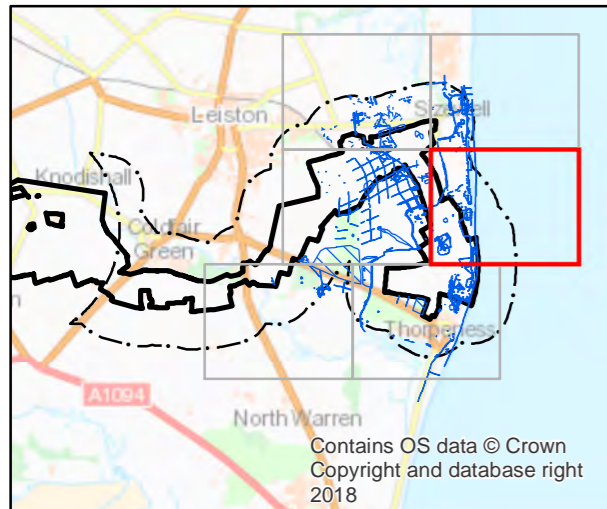 Leiston
Sizewell
Knodishall
Coldfair
Green
Thorpeness
A1094
North Warren
Contains OS data © Crown
Copyright and database right
2018